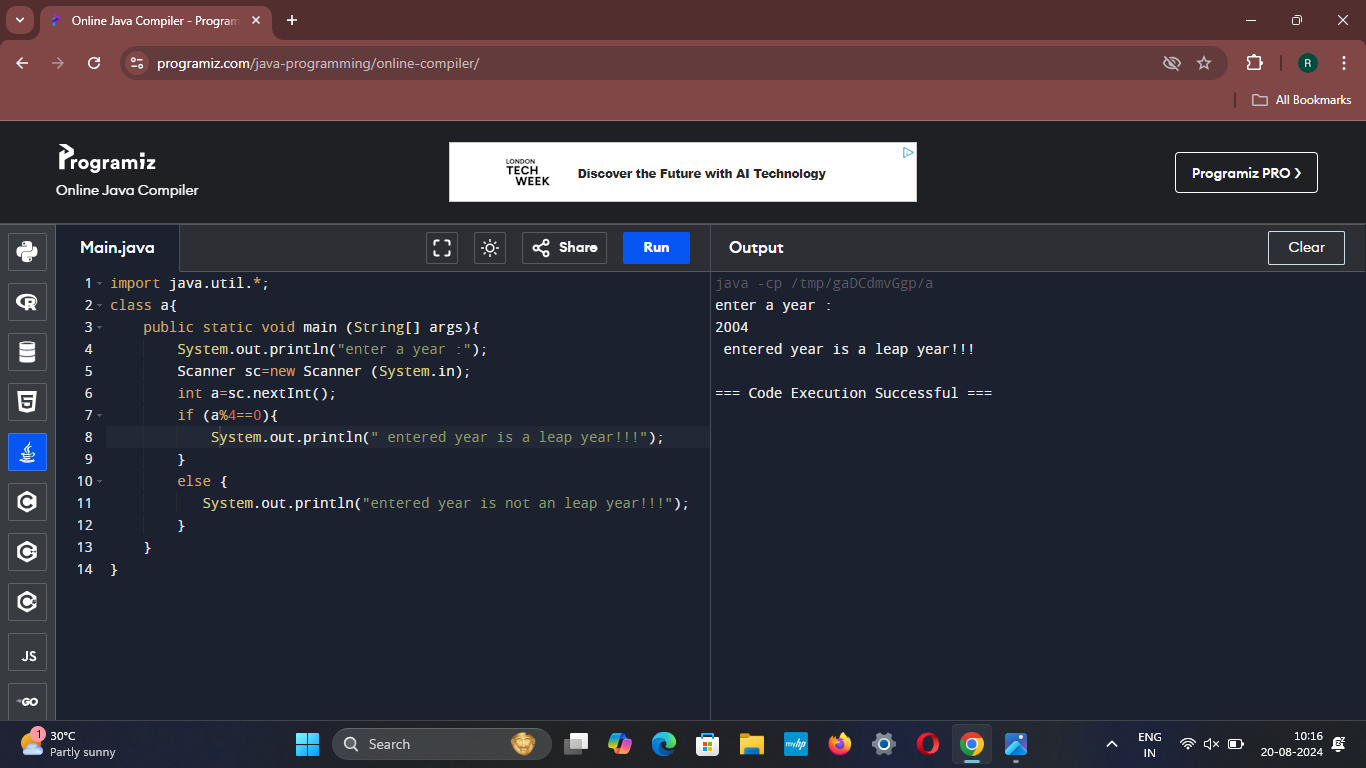 Online Java Compiler - Program
programiz.com/java-programming/online-compiler/
R
All Bookmarks
Programiz
Online Java Compiler
LONDON
TECH
WEEK
Discover the Future with AI Technology
Programiz PRO ❯
Main.java
Share
Run
Output
Clear
1 import java.util.*;
2 class a{
3     public static void main (String[] args){
4         System.out.println("enter a year :");
5         Scanner sc=new Scanner (System.in);
6         int a=sc.nextInt();
7         if (a%4==0){
8             System.out.println(" entered year is a leap year!!!");
9         }
10         else {
11            System.out.println("entered year is not an leap year!!!");
12         }
13     }
14 }
java -cp /tmp/gaDCdmvGgp/a
enter a year :
2004
 entered year is a leap year!!!
=== Code Execution Successful ===
R
5
C
C
C
JS
GO
1
30°C
Partly sunny
Search
myhp
ENG
IN
10:16
20-08-2024